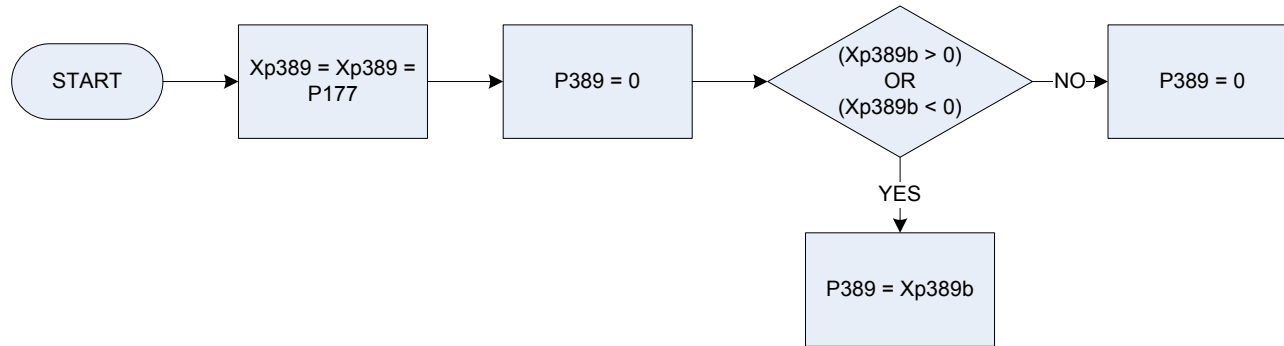 START
Xp389 = Xp389 =
P177
P389 = 0
(Xp389b > 0)
OR
(Xp389b < 0)
NO
P389 = 0
YES
P389 = Xp389b